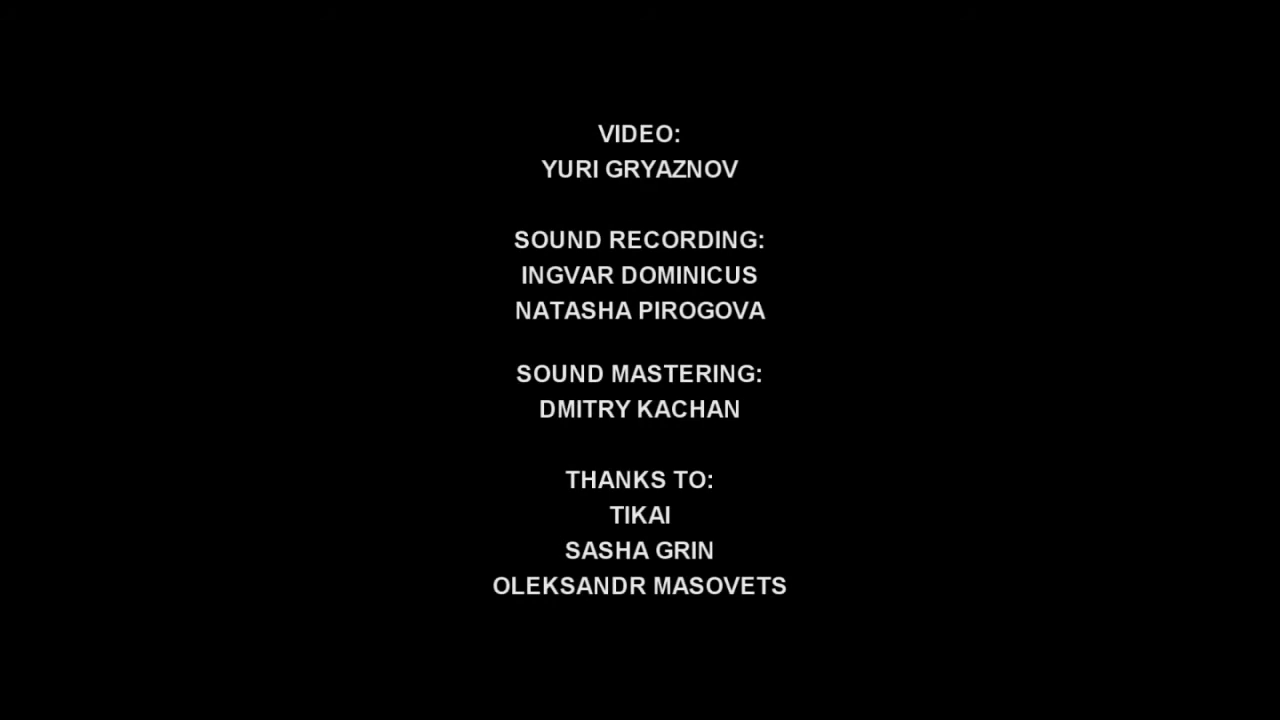 VIDEO:
YURI GRYAZNOV
SOUND RECORDING:
INGVAR DOMINICUS
NATASHA PIROGOVA
SOUND MASTERING:
DMITRY KACHAN
THANKS TO:
TIKAI
SASHA GRIN
OLEKSANDR MASOVETS